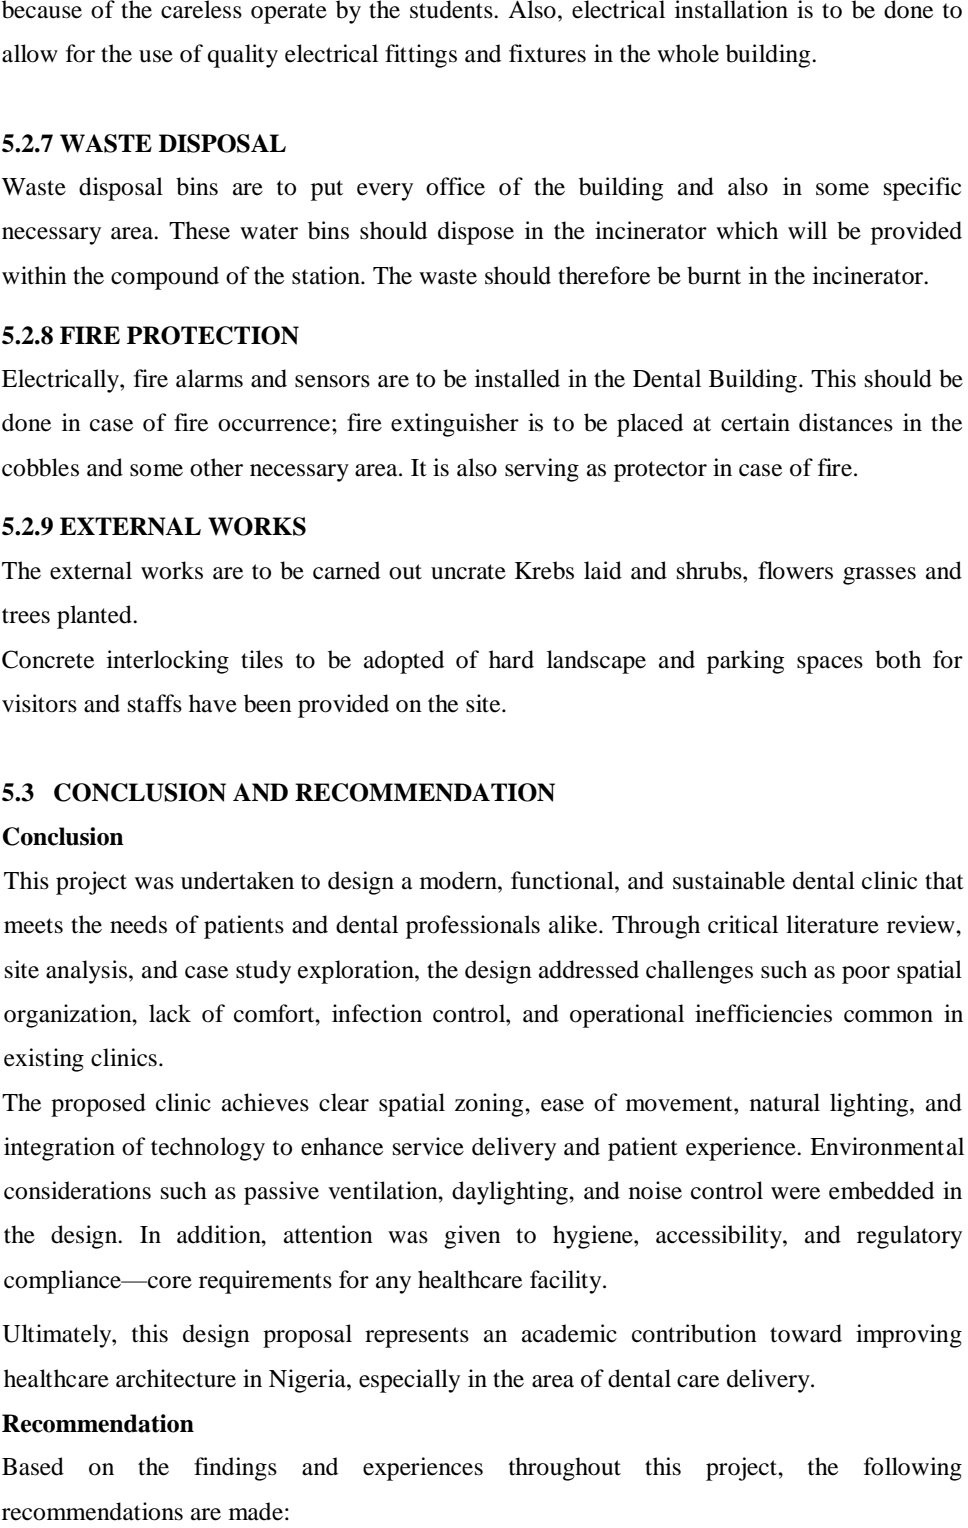 because of the careless operate by the students. Also, electrical installation is to be done to
allow for the use of quality electrical fittings and fixtures in the whole building.
5.2.7 WASTE DISPOSAL
Waste disposal bins are to put every office of the building and also in some specific
necessary area. These water bins should dispose in the incinerator which will be provided
within the compound of the station. The waste should therefore be burnt in the incinerator.
5.2.8 FIRE PROTECTION
Electrically, fire alarms and sensors are to be installed in the Dental Building. This should be
done in case of fire occurrence; fire extinguisher is to be placed at certain distances in the
cobbles and some other necessary area. It is also serving as protector in case of fire.
5.2.9 EXTERNAL WORKS
The external works are to be carned out uncrate Krebs laid and shrubs, flowers grasses and
trees planted.
Concrete interlocking tiles to be adopted of hard landscape and parking spaces both for
visitors and staffs have been provided on the site.
5.3 CONCLUSION AND RECOMMENDATION
Conclusion
This project was undertaken to design a modern, functional, and sustainable dental clinic that
meets the needs of patients and dental professionals alike. Through critical literature review,
site analysis, and case study exploration, the design addressed challenges such as poor spatial
organization, lack of comfort, infection control, and operational inefficiencies common in
existing clinics.
The proposed clinic achieves clear spatial zoning, ease of movement, natural lighting, and
integration of technology to enhance service delivery and patient experience. Environmental
considerations such as passive ventilation, daylighting, and noise control were embedded in
the design. In addition, attention was given to hygiene, accessibility, and regulatory
compliance—core requirements for any healthcare facility.
Ultimately, this design proposal represents an academic contribution toward improving
healthcare architecture in Nigeria, especially in the area of dental care delivery.
Recommendation
Based on the findings and experiences throughout this project, the following
recommendations are made: